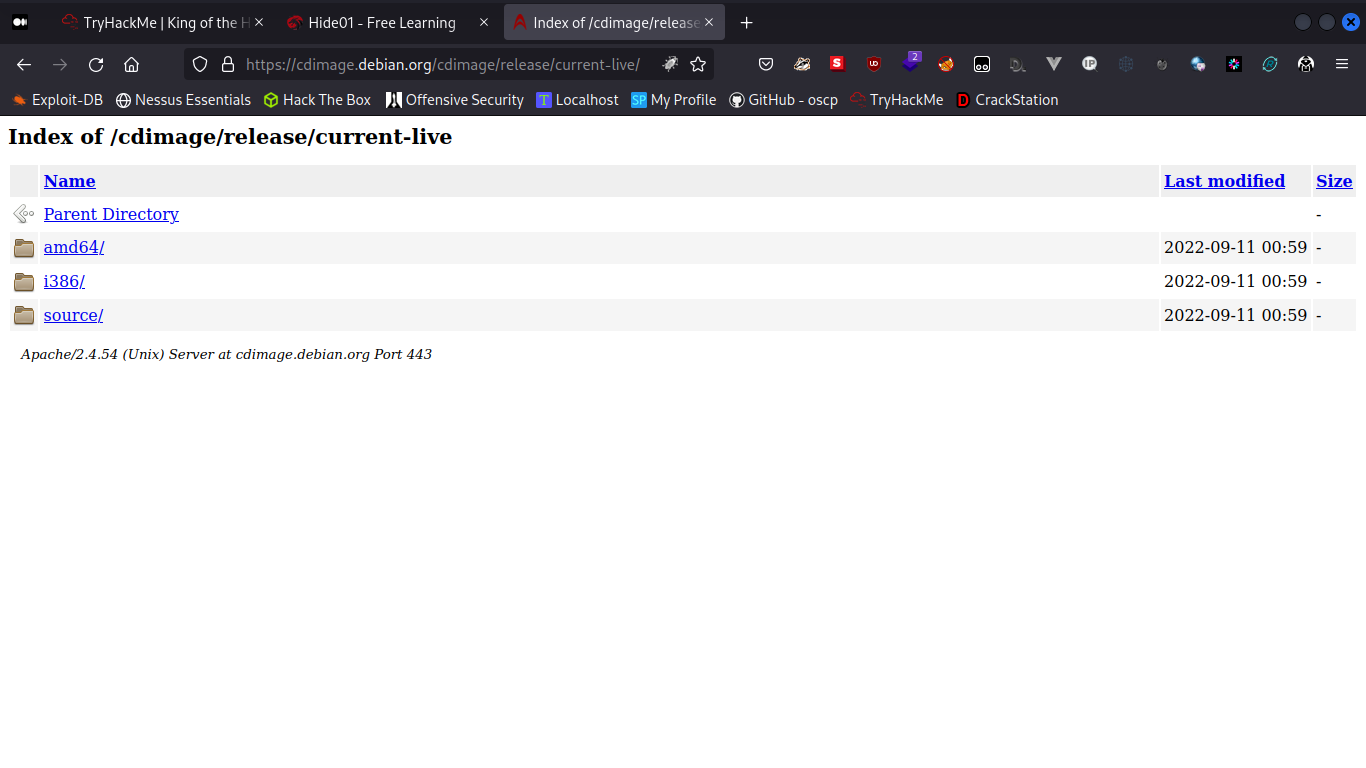 TryHackMe | King of the H
Hide01 - Free Learning
Index of /cdimage/release
https://cdimage.debian.org/cdimage/release/current-live/
2
Exploit-DB
Nessus Essentials
Hack The Box
Offensive Security
Localhost
My Profile
GitHub - oscp
TryHackMe
CrackStation
Index of /cdimage/release/current-live
Name Last modified Size
Parent Directory -
amd64/ 2022-09-11 00:59 -
i386/ 2022-09-11 00:59 -
source/ 2022-09-11 00:59 -
Apache/2.4.54 (Unix) Server at cdimage.debian.org Port 443